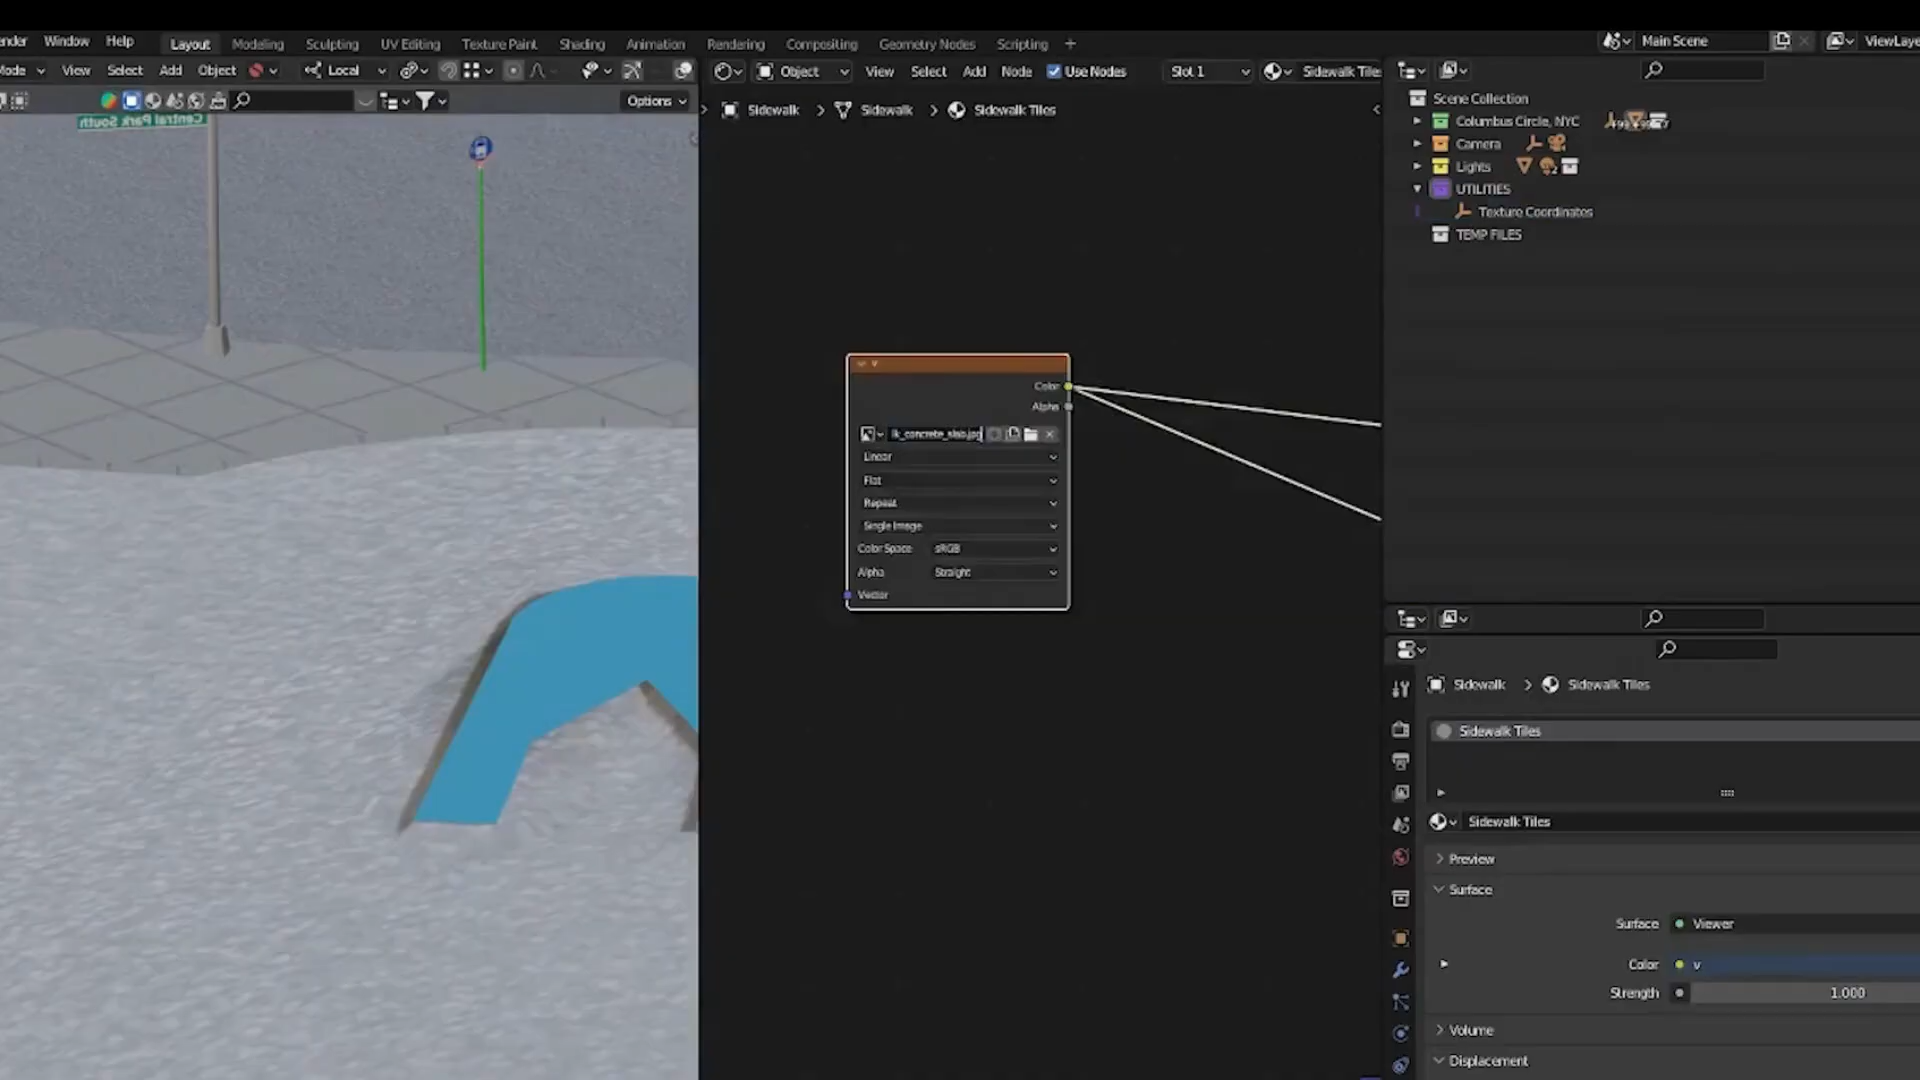 ender Window Help Layout Modeling Sculpting UV Editing Texture Paint Shading Animation Rendering Compositing Geometry Nodes Scripting + Main Scene ViewLaye
Mode View Select Add Object Local Object View Select Add Node Use Nodes Slot 1 Sidewalk Tiles
Options
Central Park South
Sidewalk > Sidewalk > Sidewalk Tiles
Color
Alpha
lk_concrete_slab.jpg
Linear
Flat
Repeat
Single Image
Color Space sRGB
Alpha Straight
Vector
Scene Collection
Columbus Circle, NYC
Camera
Lights
UTILITIES
Texture Coordinates
TEMP FILES
Sidewalk > Sidewalk Tiles
Sidewalk Tiles
Sidewalk Tiles
Preview
Surface
Surface Viewer
Color v
Strength 1.000
Volume
Displacement